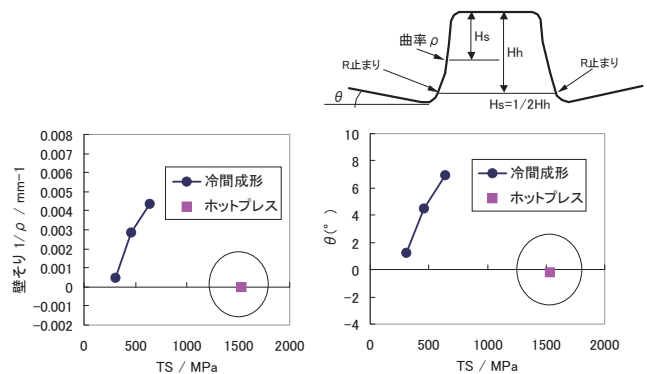 Hs
Hh
曲率ρ
R止まり
R止まり
θ
Hs=1/2Hh
0.008
0.007
0.006
0.005
0.004
0.003
0.002
0.001
0
−0.001
−0.002
壁そり 1/ρ / mm-1
冷間成形
ホットプレス
0
500
1000
1500
2000
TS / MPa
10
8
6
4
2
0
−2
−4
θ(°)
冷間成形
ホットプレス
0
500
1000
1500
2000
TS / MPa